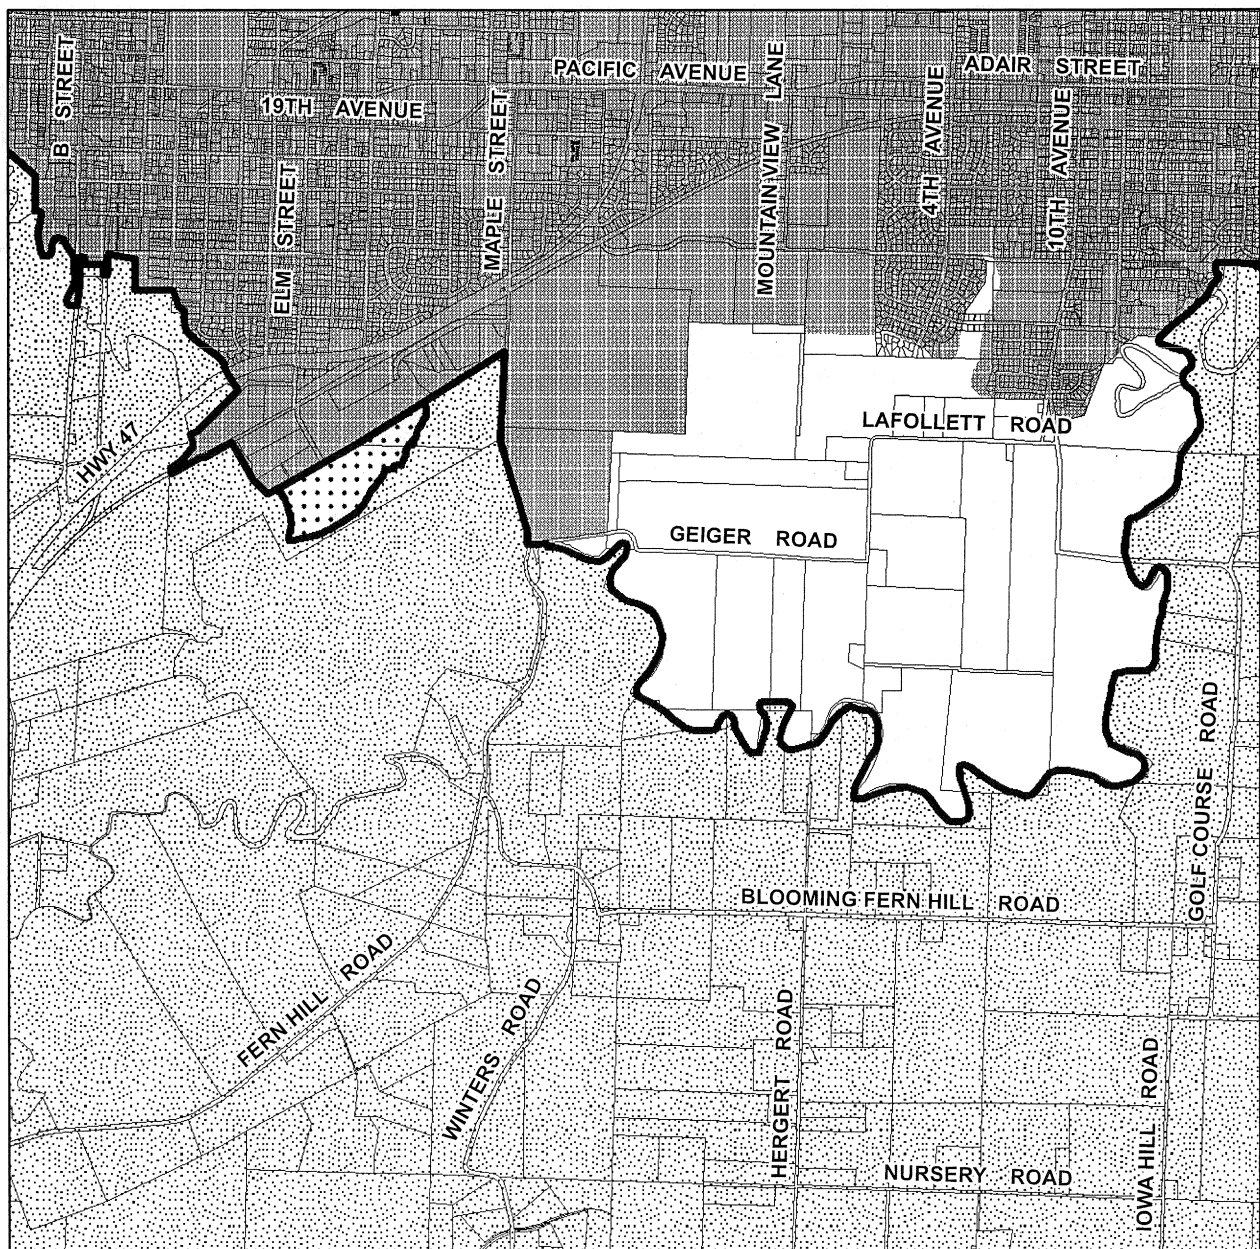 B STREET
PACIFIC AVENUE
MOUNTAIN VIEW LANE
ADAIR STREET
19TH AVENUE
MAPLE STREET
4TH AVENUE
10TH AVENUE
ELM STREET
LAFOLLETT ROAD
HWY 47
GEIGER ROAD
GOLF COURSE ROAD
BLOOMING FERN HILL ROAD
FERN HILL ROAD
WINTERS ROAD
HERGERT ROAD
IOWA HILL ROAD
NURSERY ROAD